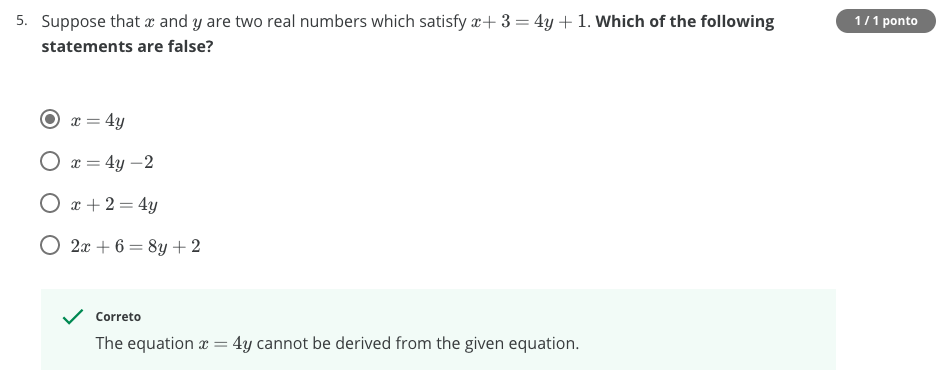 5. Suppose that x and y are two real numbers which satisfy x+ 3 = 4y + 1. Which of the following
statements are false?
1 / 1 ponto
x = 4y
x = 4y −2
x + 2 = 4y
2x + 6 = 8y + 2
Correto
The equation x = 4y cannot be derived from the given equation.